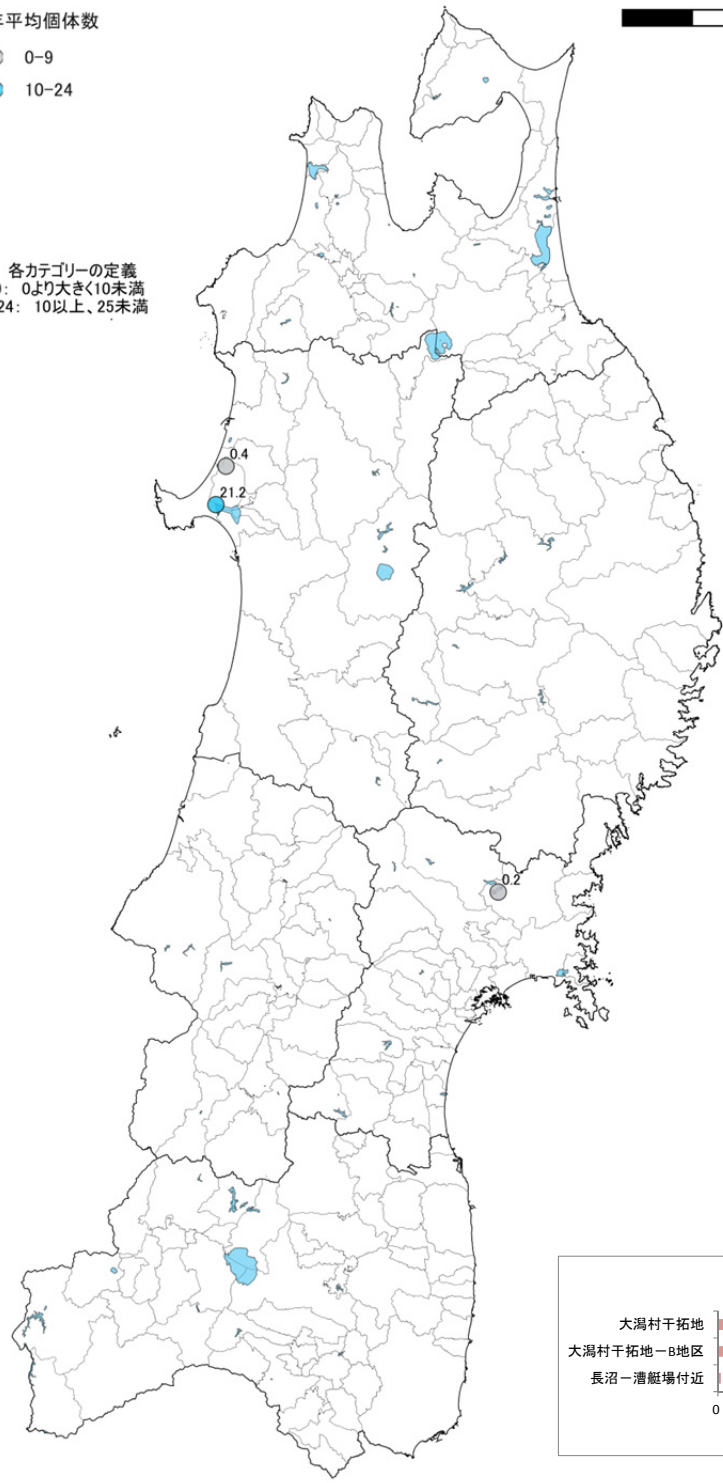 年平均個体数
0-9
10-24
各カテゴリーの定義
: 0より大きく10未満
24: 10以上、25未満
0.4
21.2
0.2
大潟村干拓地
大潟村干拓地－B地区
長沼－漕艇場付近
0